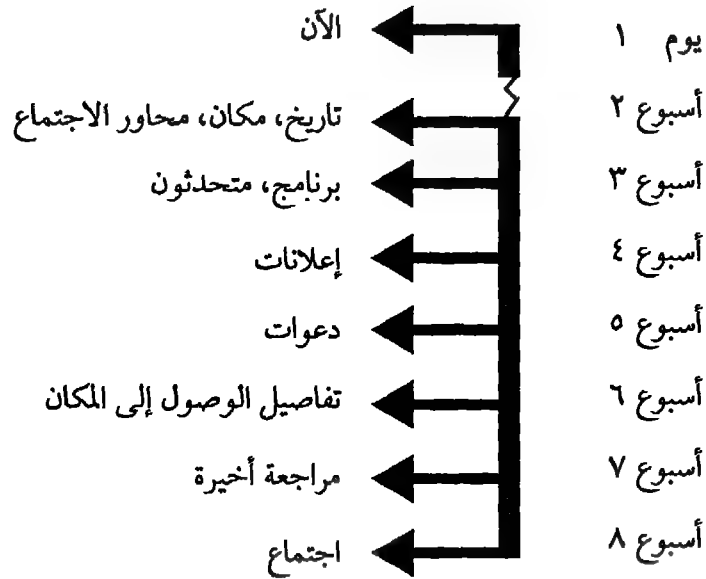 يوم ١ الآن
أسبوع ٢ تاريخ، مكان، محاور الاجتماع
أسبوع ٣ برنامج، متحدثون
أسبوع ٤ إعلانات
أسبوع ٥ دعوات
أسبوع ٦ تفاصيل الوصول إلى المكان
أسبوع ٧ مراجعة أخيرة
أسبوع ٨ اجتماع